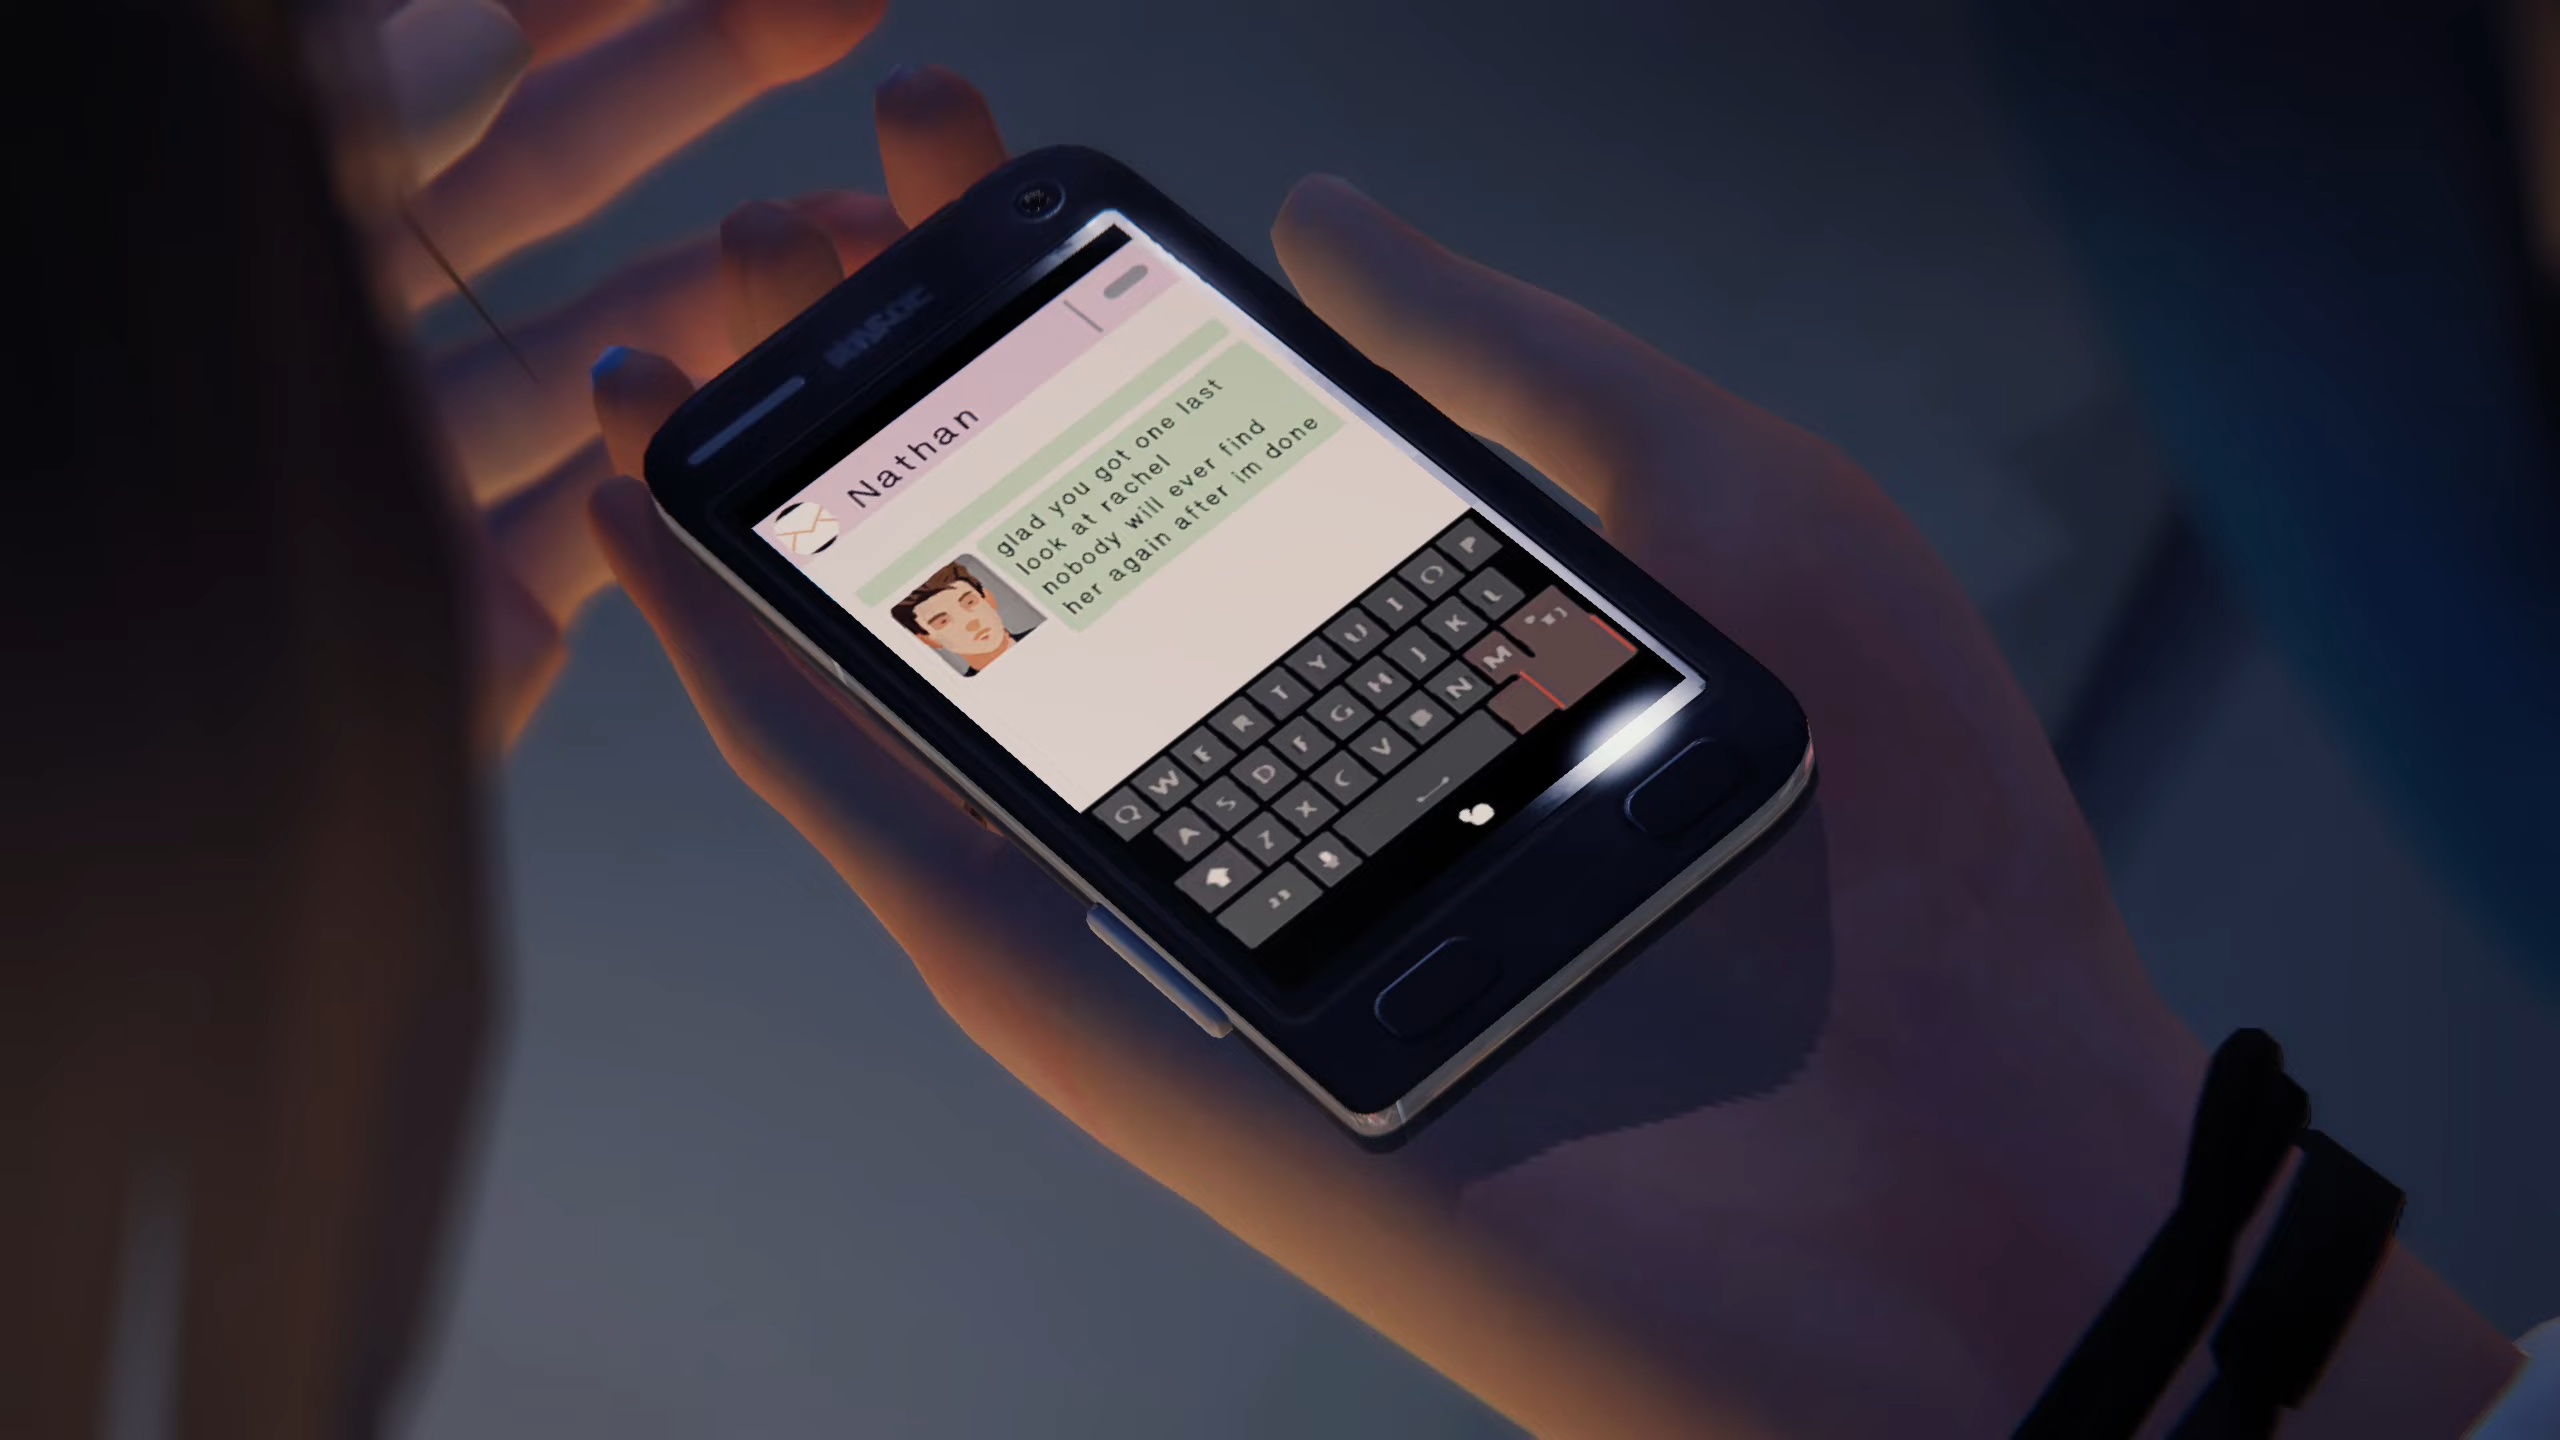 Nathan
glad you got one last
look at rachel
nobody will ever find
her again after im done
Q W E R T Y U I O P
A S D F G H J K L
Z X C V B N M